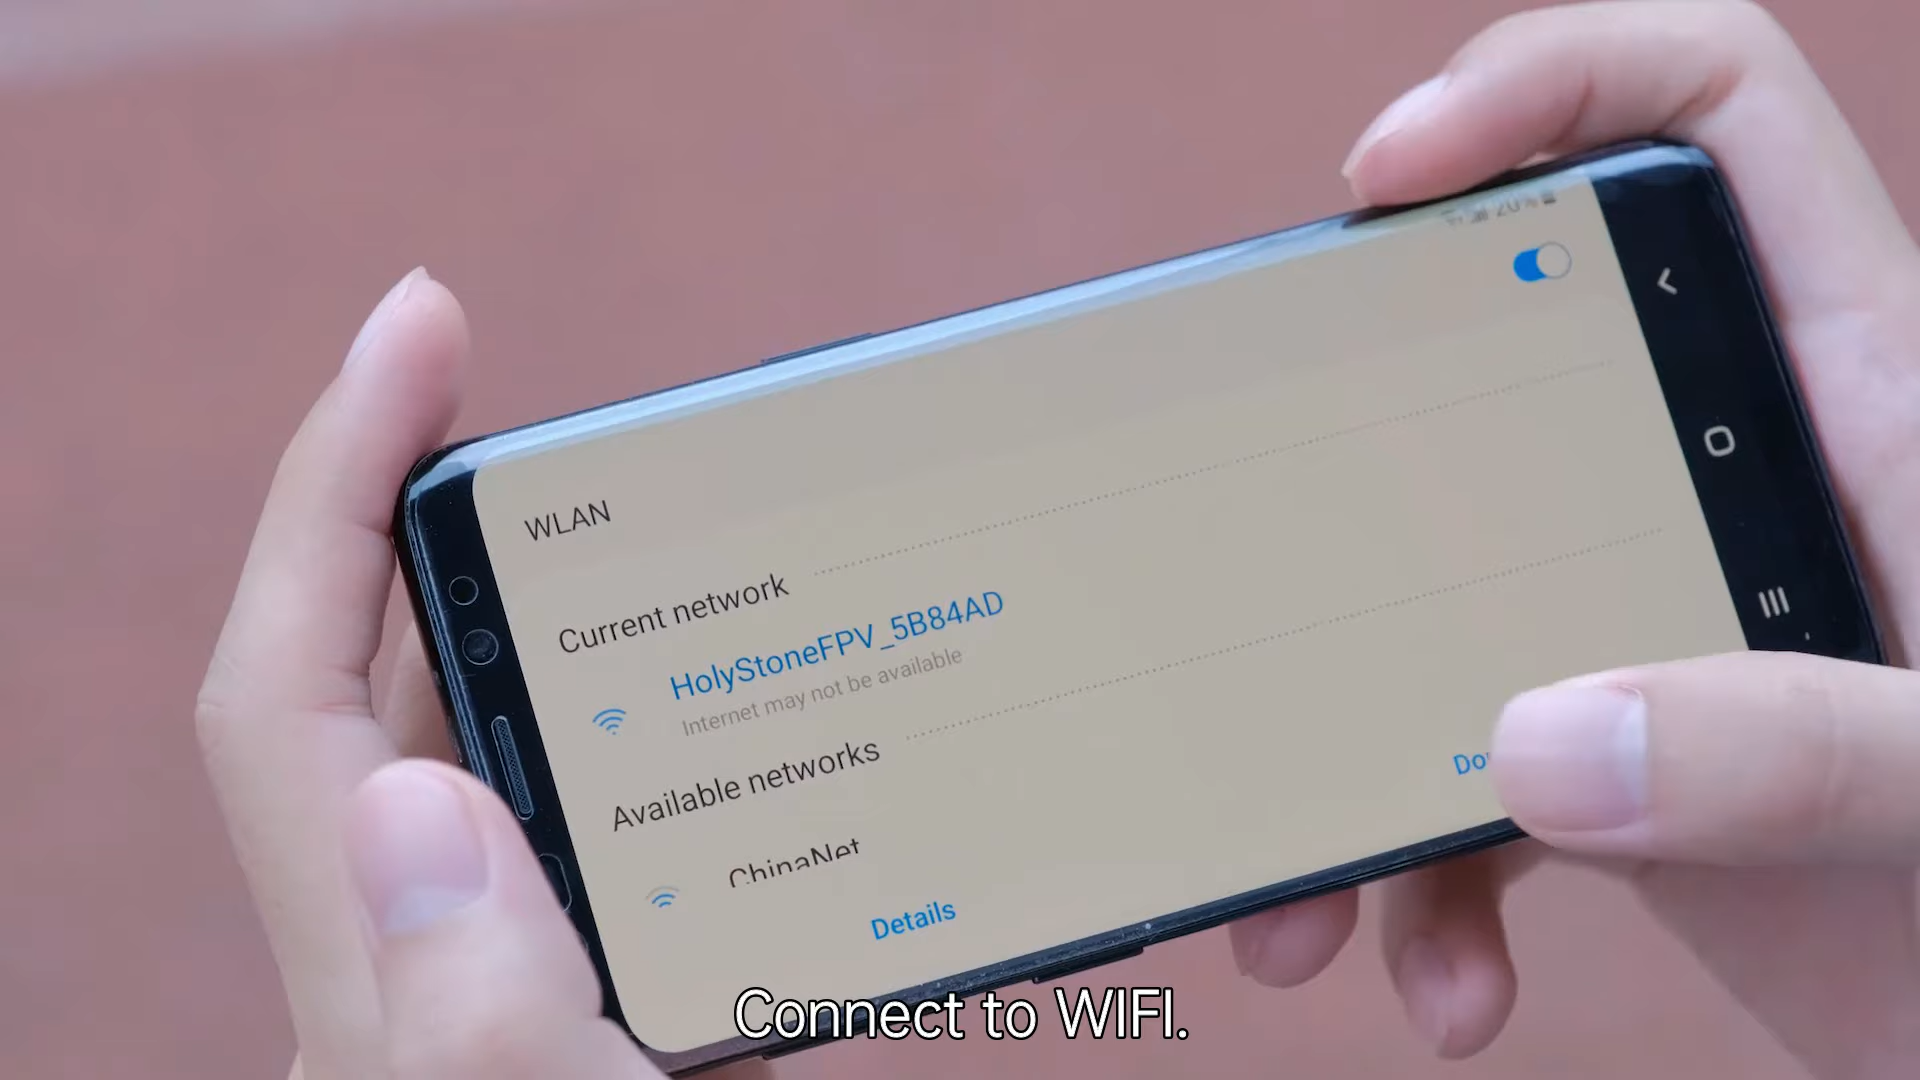 WLAN
Current network
HolyStoneFPV_5B84AD
Internet may not be available
Available networks
ChinaNet
Details
Connect to WIFI.